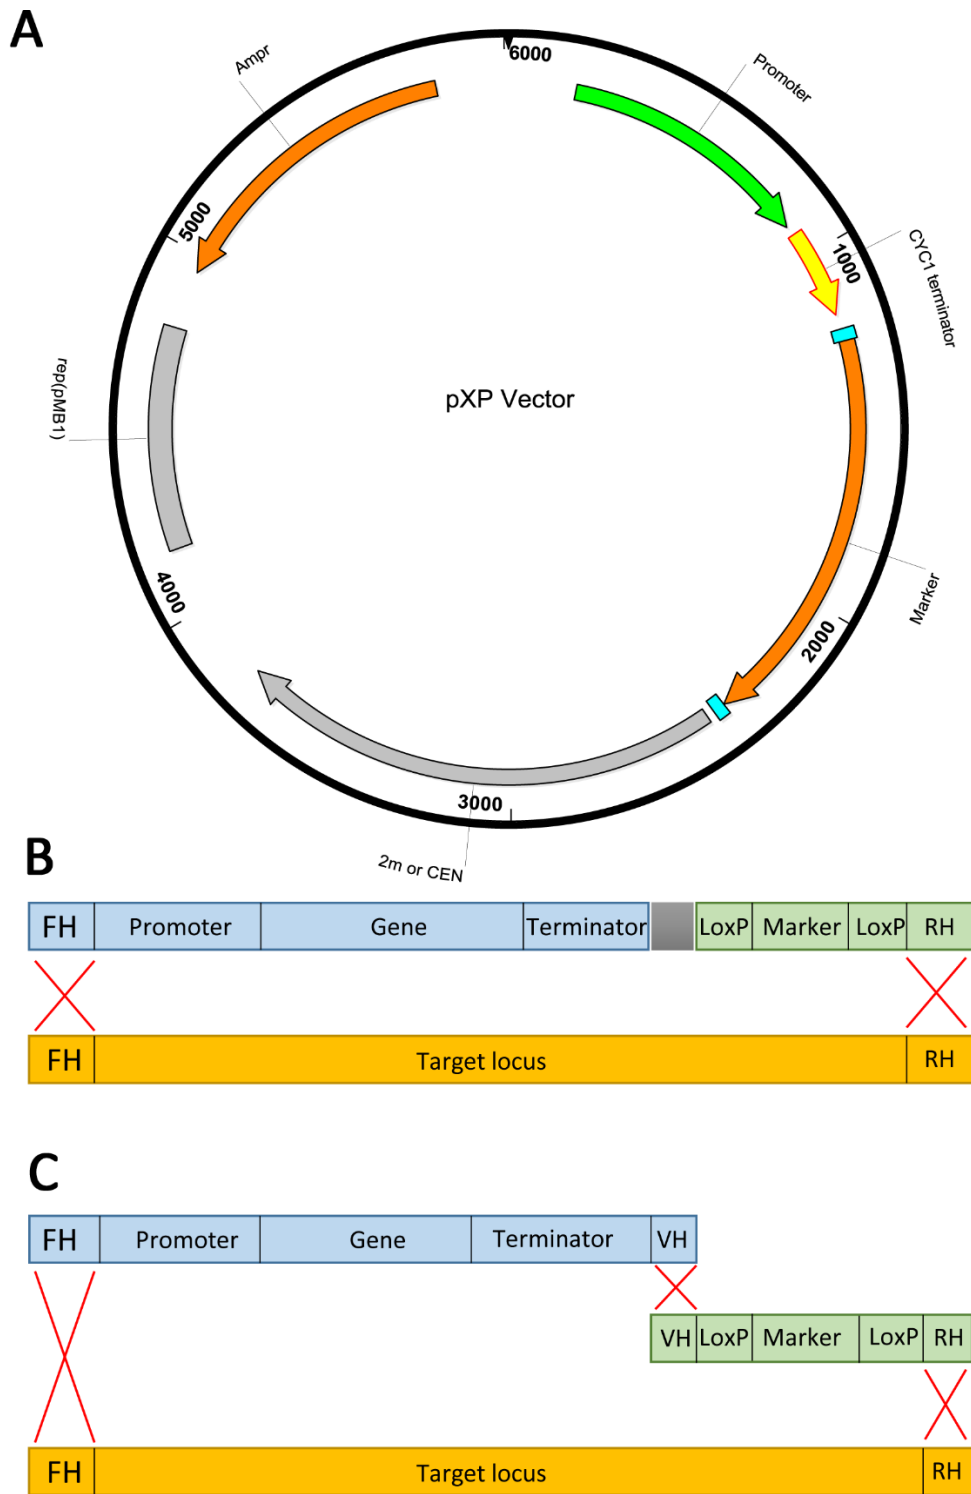 A
6000
Ampr
Promoter
5000
1000
CYC1 terminator
rep(pMB1)
pXP Vector
4000
2000
Marker
3000
2m or CEN
B
FH Promoter Gene Terminator LoxP Marker LoxP RH
FH Target locus RH
C
FH Promoter Gene Terminator VH
VH LoxP Marker LoxP RH
FH Target locus RH